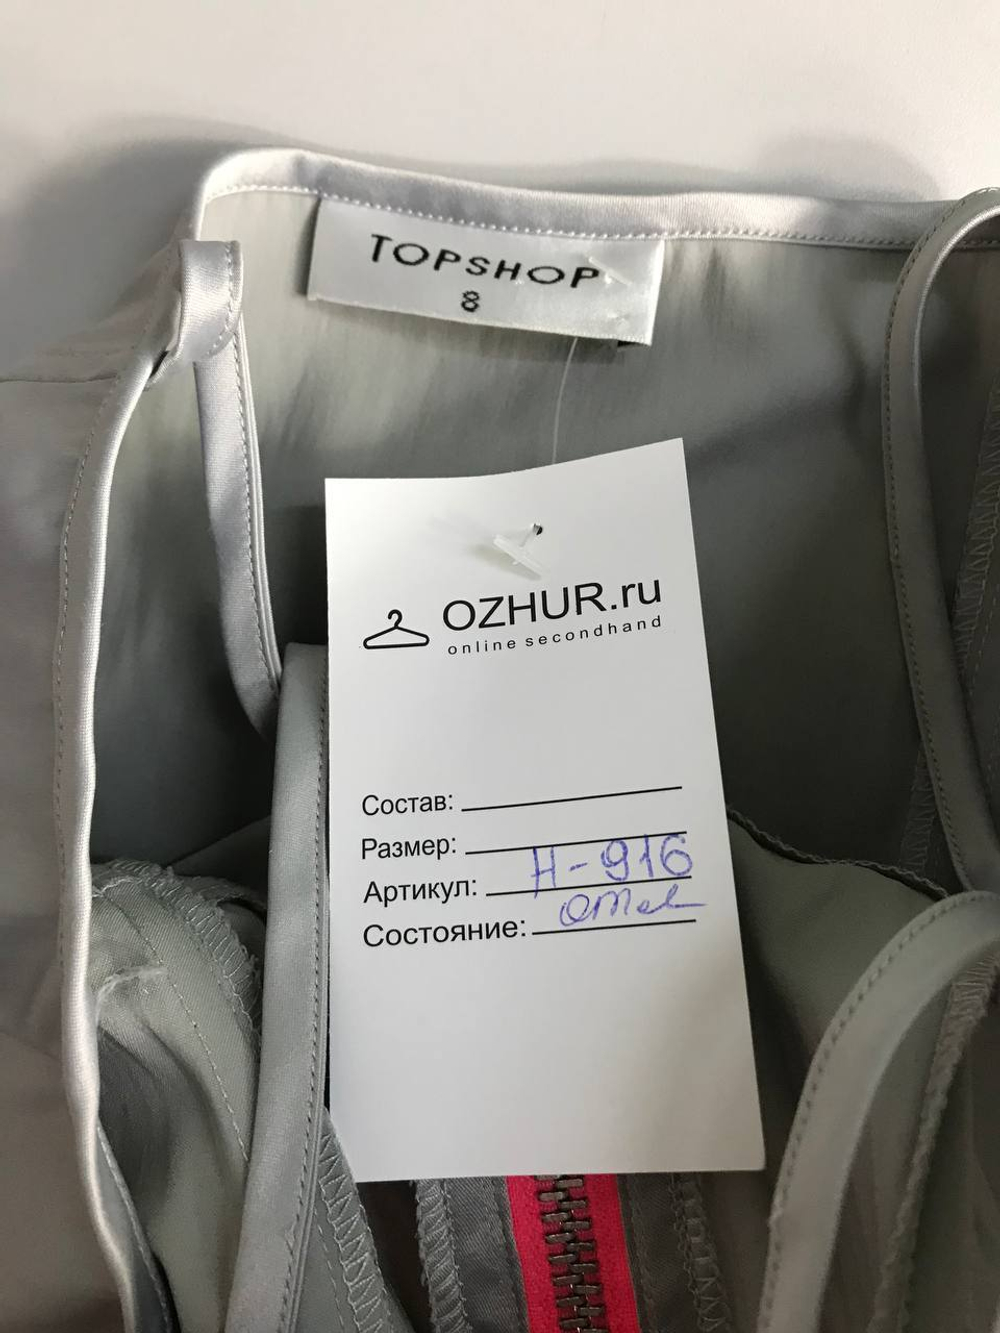 TOPSHOP
8
OZHUR.ru
online secondhand
Состав:
Размер:
Артикул: Н-916
Состояние: отл